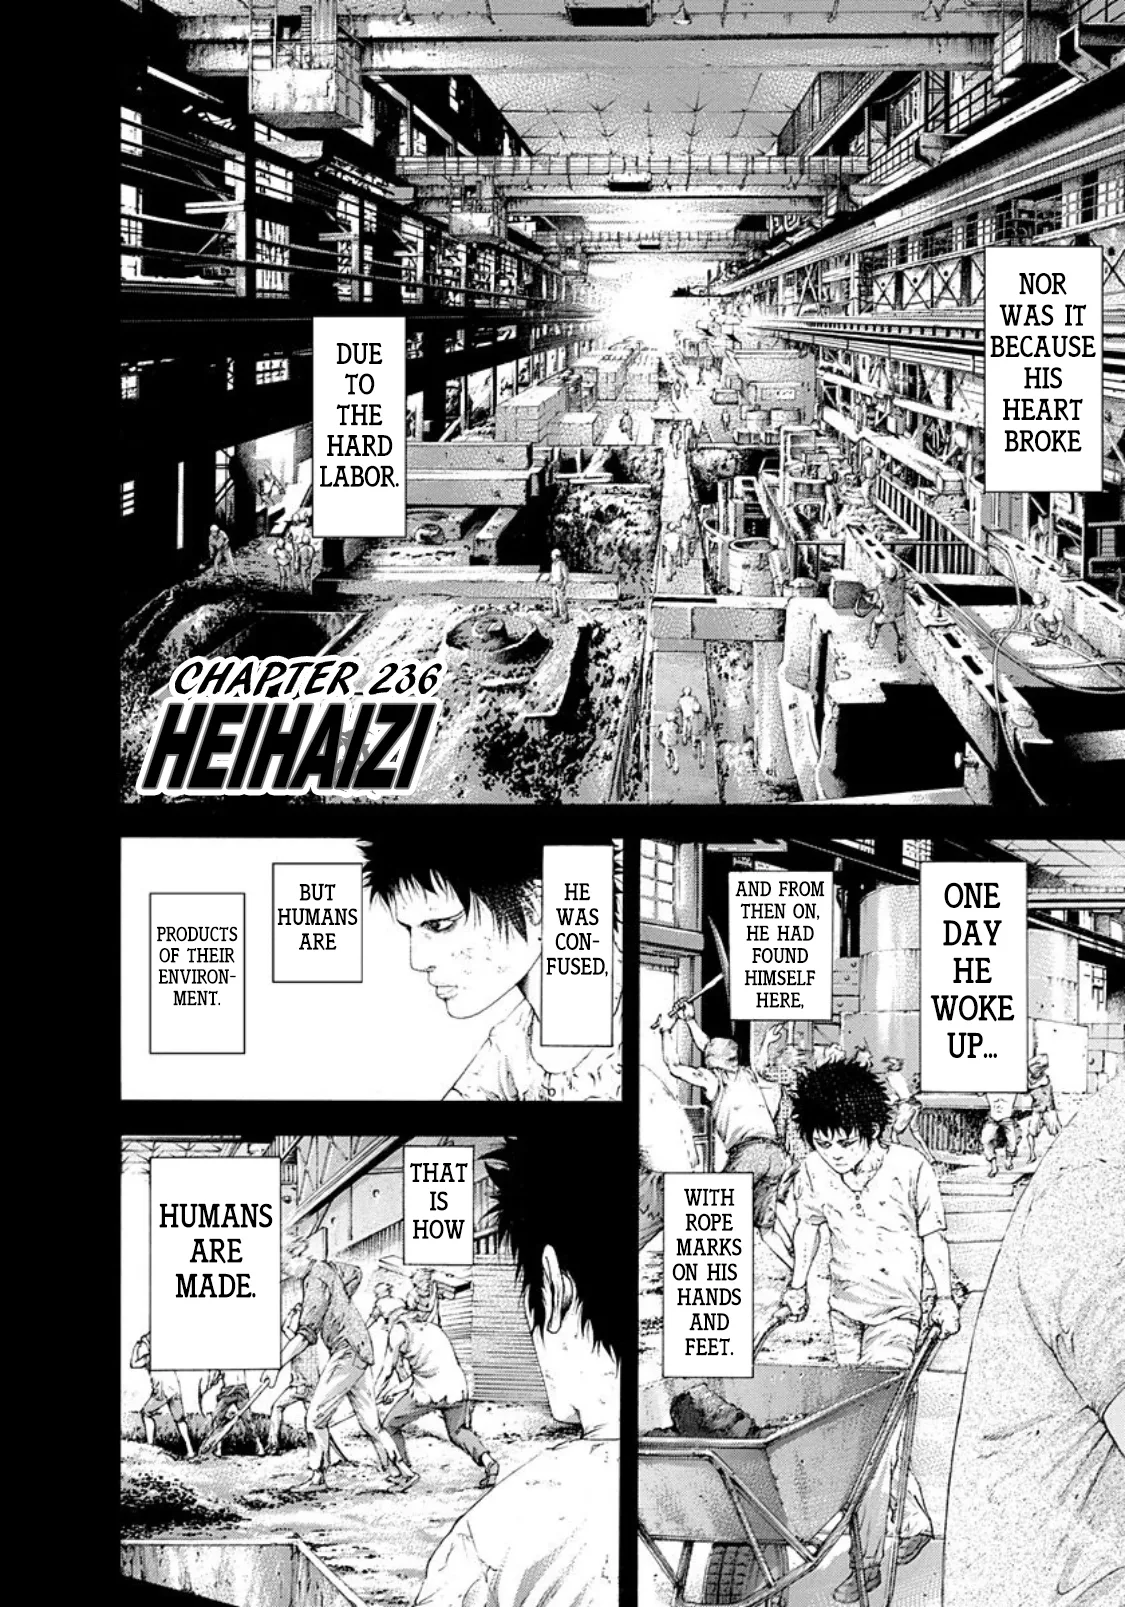 NOR
WAS IT
BECAUSE
HIS
HEART
BROKE
DUE
TO
THE
HARD
LABOR.
CHAPTER 236
HEIHAIZI
ONE
DAY
HE
WOKE
UP...
AND FROM
THEN ON,
HE HAD
FOUND
HIMSELF
HERE,
WITH
ROPE
MARKS
ON HIS
HANDS
AND
FEET.
HE
WAS
CON-
FUSED,
BUT
HUMANS
ARE
PRODUCTS
OF THEIR
ENVIRON-
MENT.
THAT
IS
HOW
HUMANS
ARE
MADE.